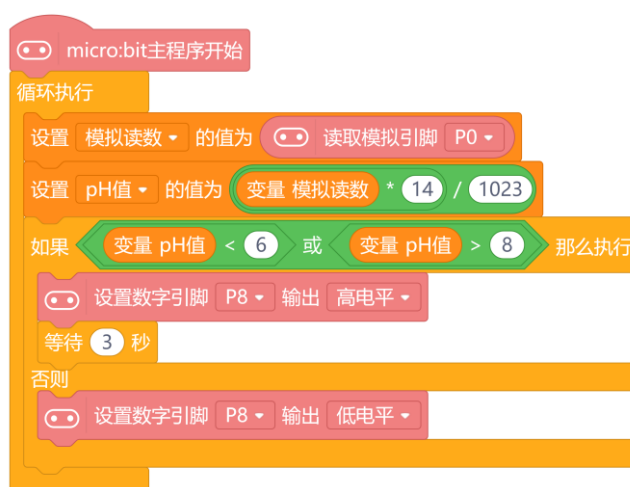 micro:bit主程序开始
循环执行
设置 模拟读数 的值为 读取模拟引脚 P0
设置 pH值 的值为 变量 模拟读数 * 14 / 1023
如果 变量 pH值 < 6 或 变量 pH值 > 8 那么执行
设置数字引脚 P8 输出 高电平
等待 3 秒
否则
设置数字引脚 P8 输出 低电平